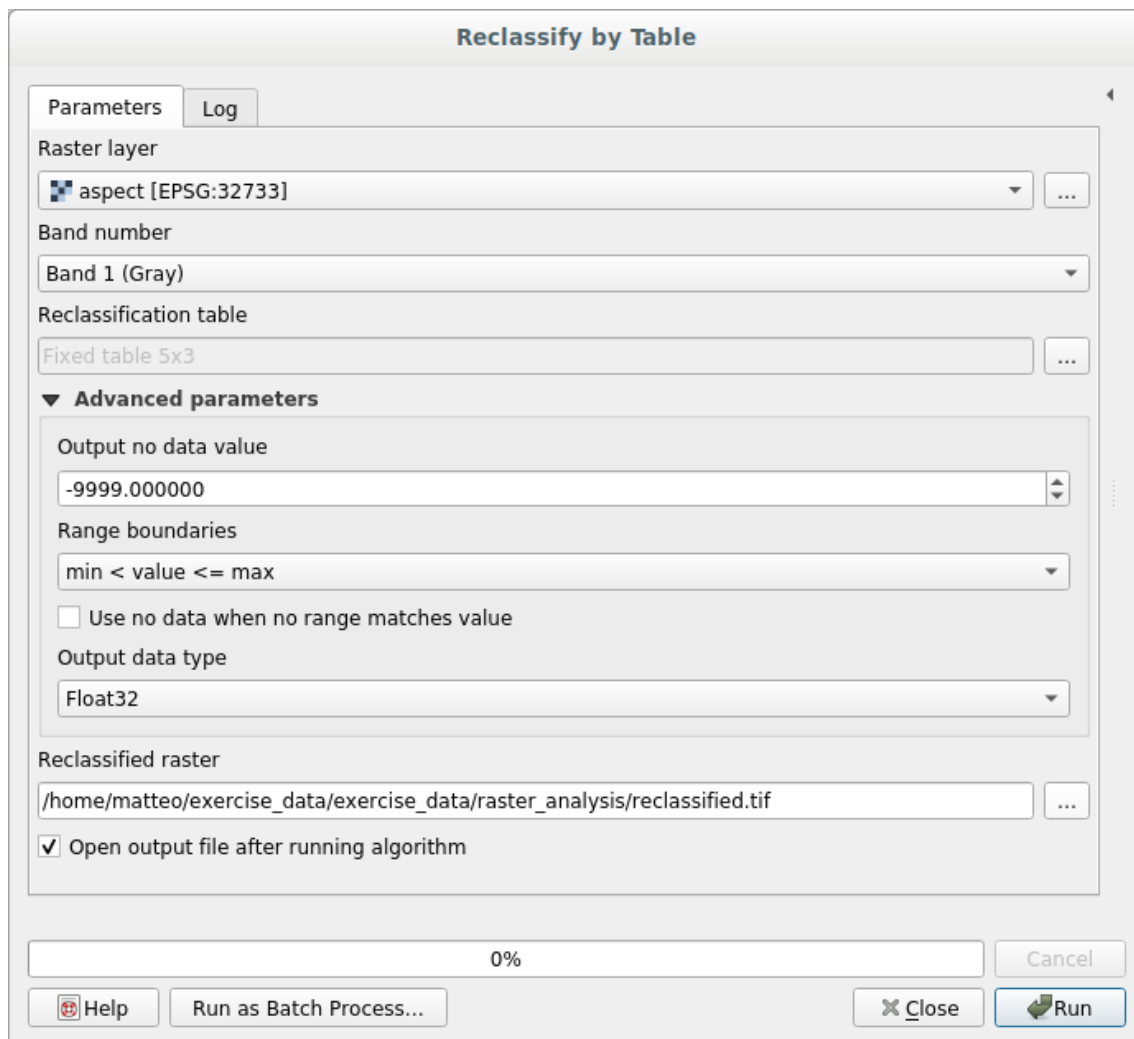 Reclassify by Table
Parameters
Log
Raster layer
aspect [EPSG:32733]
...
Band number
Band 1 (Gray)
Reclassification table
Fixed table 5x3
...
Advanced parameters
Output no data value
-9999.000000
Range boundaries
min < value <= max
Use no data when no range matches value
Output data type
Float32
Reclassified raster
/home/matteo/exercise_data/exercise_data/raster_analysis/reclassified.tif
...
Open output file after running algorithm
0%
Cancel
Help
Run as Batch Process...
Close
Run